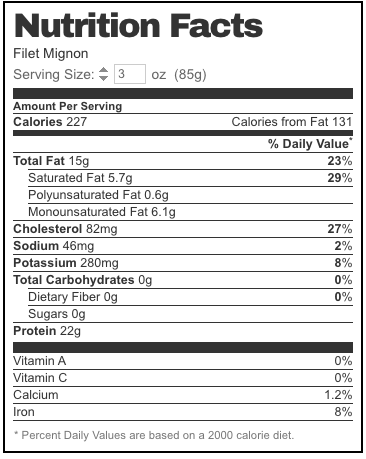 Nutrition Facts
Filet Mignon
Serving Size: 3 oz (85g)
Amount Per Serving
Calories 227 Calories from Fat 131
% Daily Value*
Total Fat 15g 23%
Saturated Fat 5.7g 29%
Polyunsaturated Fat 0.6g
Monounsaturated Fat 6.1g
Cholesterol 82mg 27%
Sodium 46mg 2%
Potassium 280mg 8%
Total Carbohydrates 0g 0%
Dietary Fiber 0g 0%
Sugars 0g
Protein 22g
Vitamin A 0%
Vitamin C 0%
Calcium 1.2%
Iron 8%
* Percent Daily Values are based on a 2000 calorie diet.